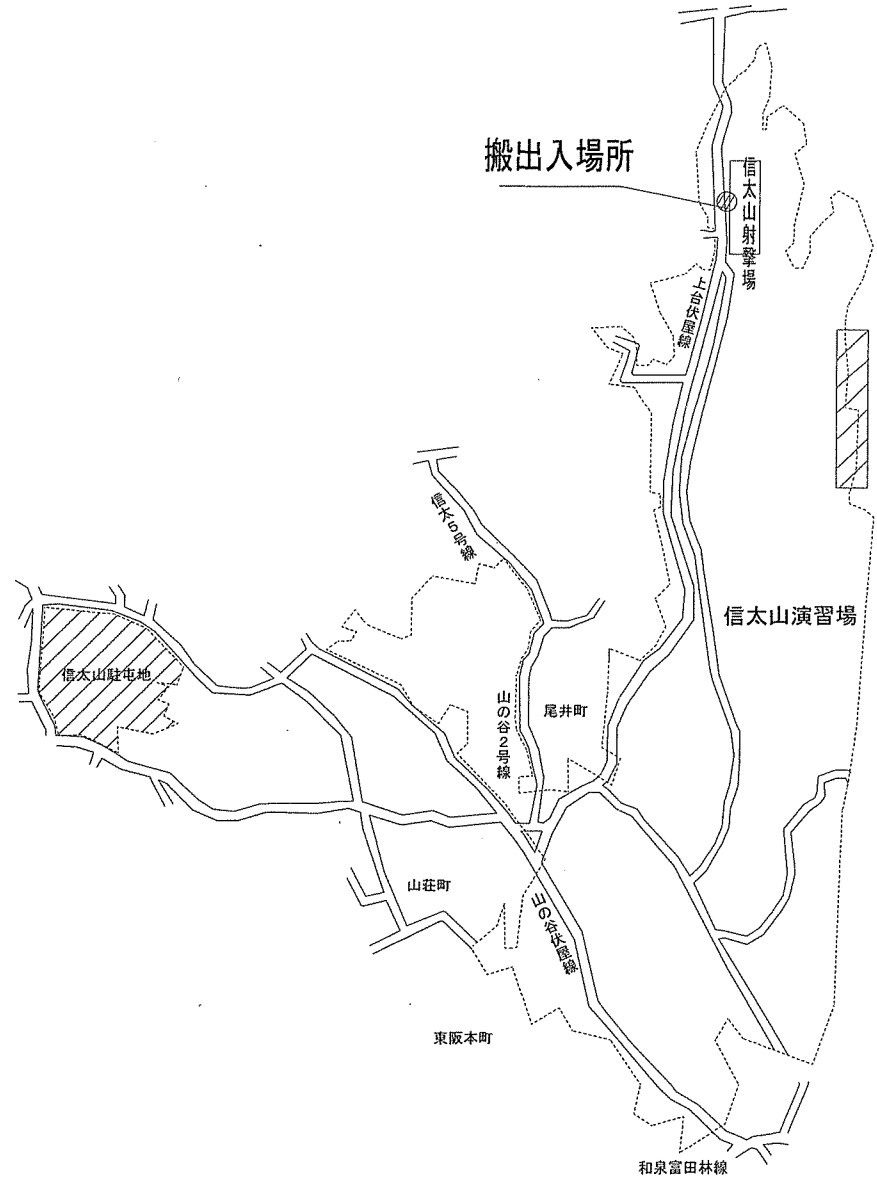 搬出入場所
信太山射撃場
上台伏屋線
信太5号線
信太山演習場
信太山駐屯地
山の谷2号線
尾井町
山荘町
山の谷伏屋線
東阪本町
和泉富田林線